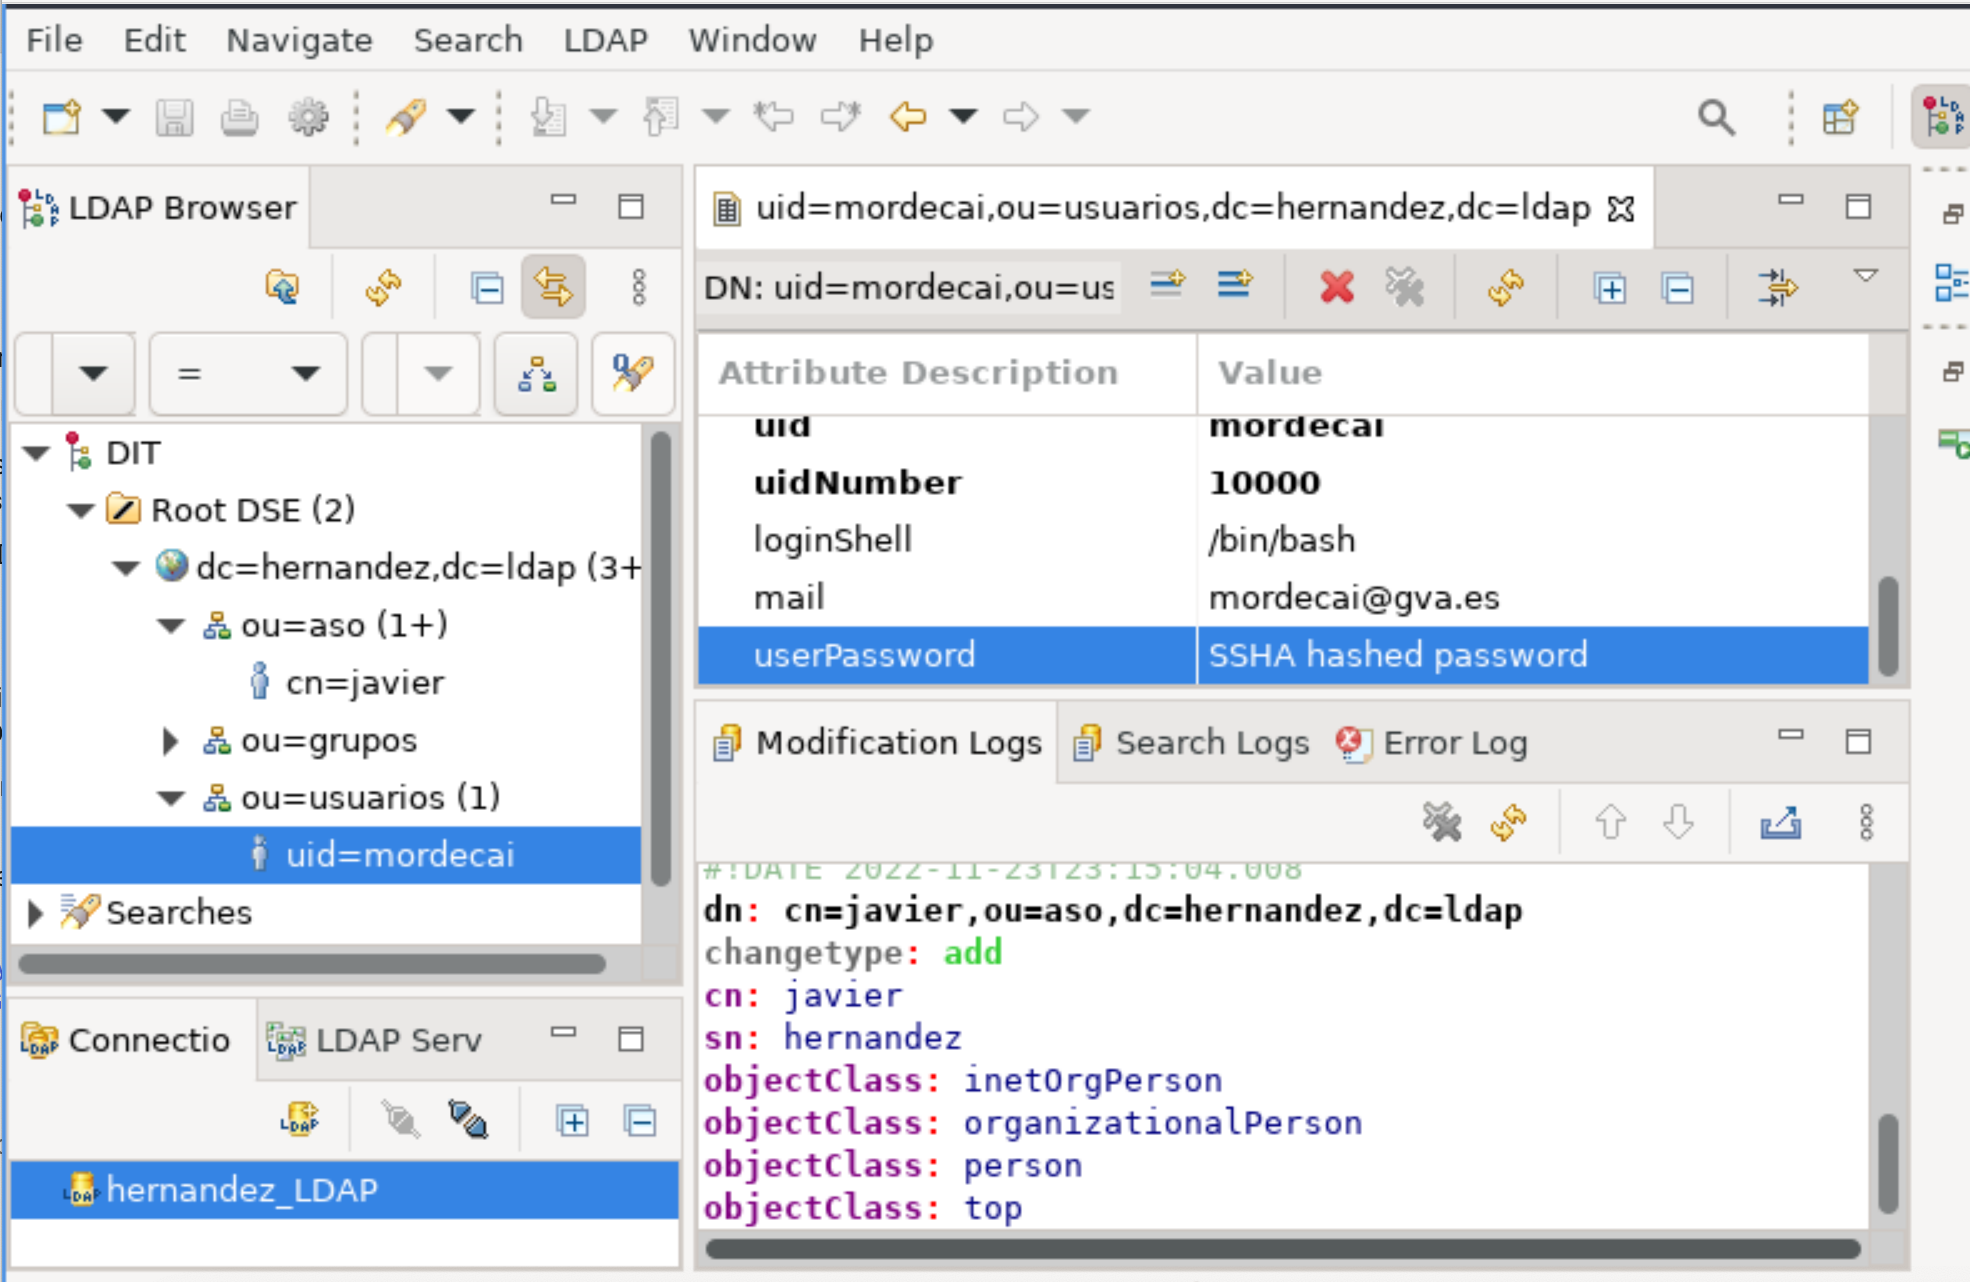 File Edit Navigate Search LDAP Window Help
LDAP Browser
=
DIT
Root DSE (2)
dc=hernandez,dc=ldap (3+
ou=aso (1+)
cn=javier
ou=grupos
ou=usuarios (1)
uid=mordecai
Searches
Connectio LDAP Serv
hernandez_LDAP
uid=mordecai,ou=usuarios,dc=hernandez,dc=ldap
DN: uid=mordecai,ou=us
Attribute Description Value
uid mordecai
uidNumber 10000
loginShell /bin/bash
mail mordecai@gva.es
userPassword SSHA hashed password
Modification Logs Search Logs Error Log
#!DATE 2022-11-23T23:15:04.008
dn: cn=javier,ou=aso,dc=hernandez,dc=ldap
changetype: add
cn: javier
sn: hernandez
objectClass: inetOrgPerson
objectClass: organizationalPerson
objectClass: person
objectClass: top